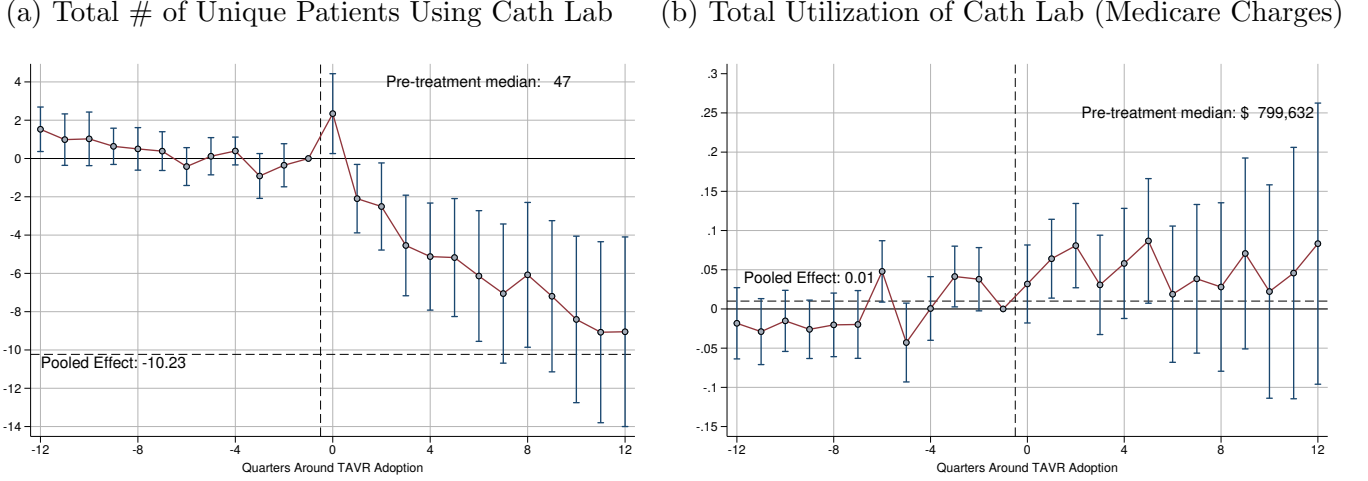 (a) Total # of Unique Patients Using Cath Lab
4
2
0
-2
-4
-6
-8
-10
-12
-14
Pre-treatment median: 47
Pooled Effect: -10.23
-12 -8 -4 0 4 8 12
Quarters Around TAVR Adoption
(b) Total Utilization of Cath Lab (Medicare Charges)
.3
.25
.2
.15
.1
.05
0
-.05
-.1
-.15
Pre-treatment median: $ 799,632
Pooled Effect: 0.01
-12 -8 -4 0 4 8 12
Quarters Around TAVR Adoption